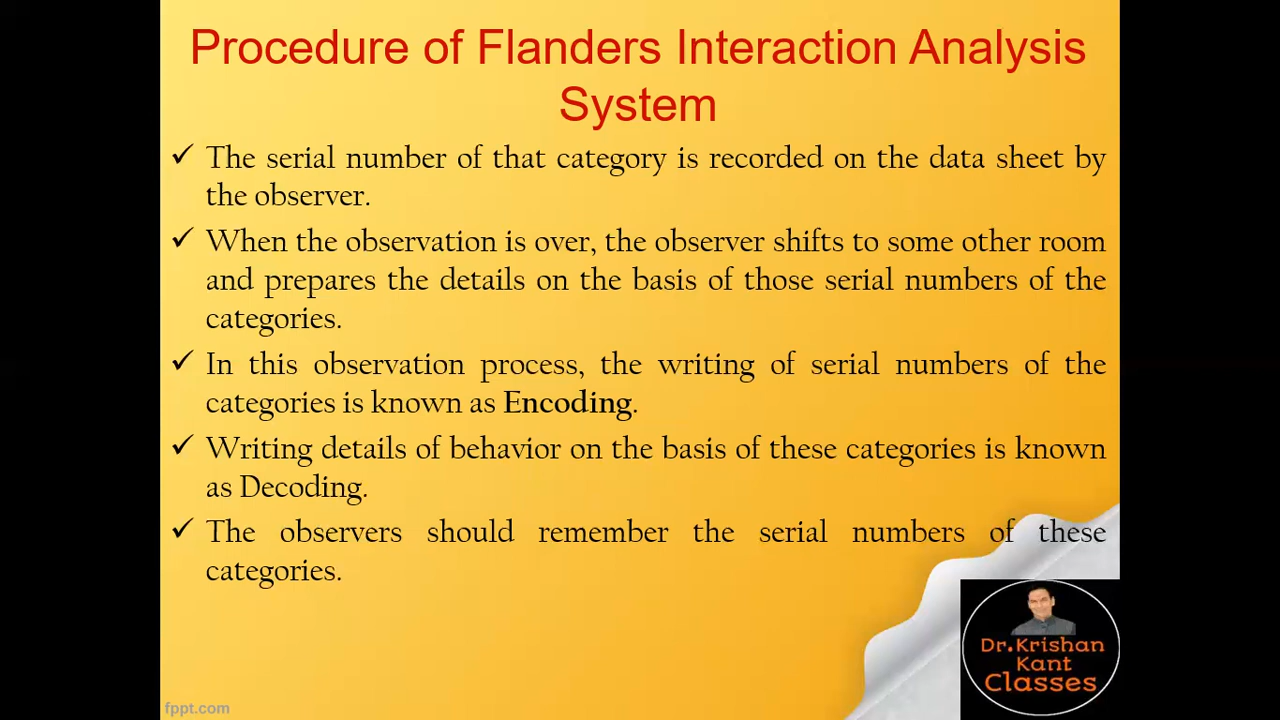 Procedure of Flanders Interaction Analysis
System
✓ The serial number of that category is recorded on the data sheet by
the observer.
✓ When the observation is over, the observer shifts to some other room
and prepares the details on the basis of those serial numbers of the
categories.
✓ In this observation process, the writing of serial numbers of the
categories is known as Encoding.
✓ Writing details of behavior on the basis of these categories is known
as Decoding.
✓ The observers should remember the serial numbers of these
categories.
Dr.Krishan
Kant
Classes
fppt.com